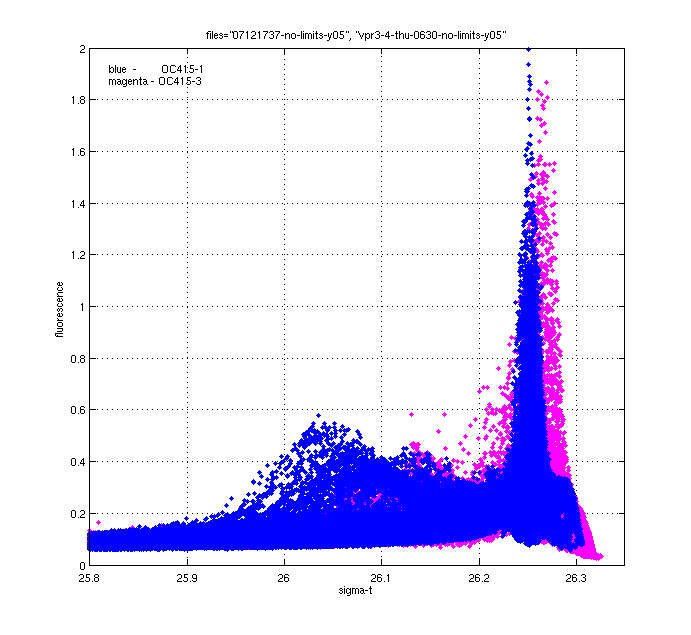 files="07121737-no-limits-y05", "vpr3-4-thu-0630-no-limits-y05"
2
blue - OC415-1
magenta - OC415-3
1.8
1.6
1.4
1.2
1
0.8
0.6
0.4
0.2
0
fluorescence
25.8 25.9 26 26.1 26.2 26.3
sigma-t